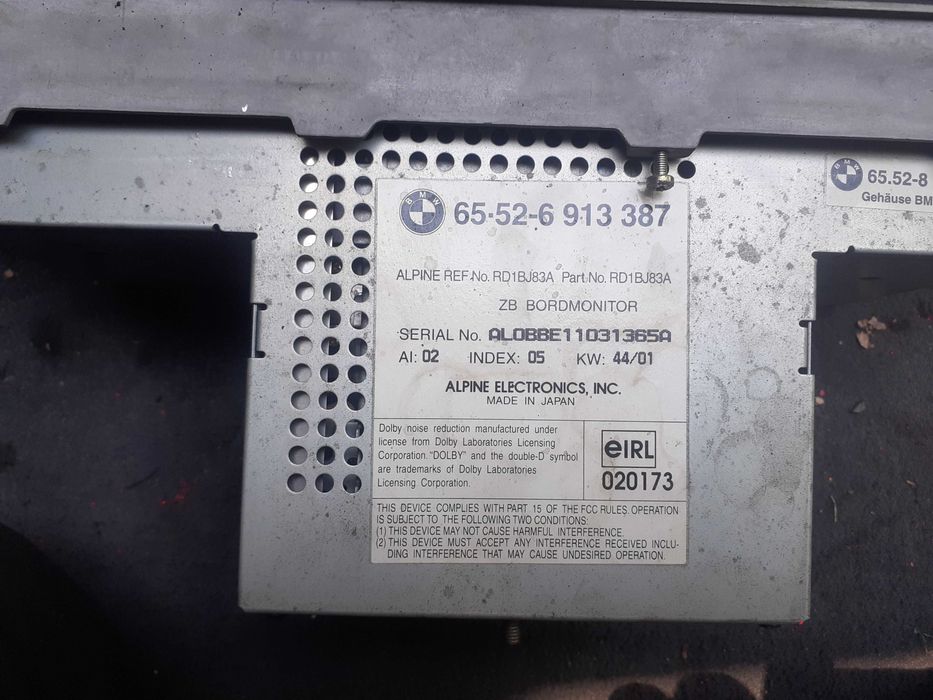 BMW
65-52-6 913 387
ALPINE REF.No. RD1BJ83A Part No. RD1BJ83A
ZB BORDMONITOR
SERIAL No. AL0BBE11031365A
AI: 02 INDEX: 05 KW: 44/01
ALPINE ELECTRONICS, INC.
MADE IN JAPAN
Dolby noise reduction manufactured under
license from Dolby Laboratories Licensing
Corporation. "DOLBY" and the double-D symbol
are trademarks of Dolby Laboratories
Licensing Corporation.
eIRL
020173
THIS DEVICE COMPLIES WITH PART 15 OF THE FCC RULES. OPERATION
IS SUBJECT TO THE FOLLOWING TWO CONDITIONS:
(1) THIS DEVICE MAY NOT CAUSE HARMFUL INTERFERENCE.
(2) THIS DEVICE MUST ACCEPT ANY INTERFERENCE RECEIVED INCLU-
DING INTERFERENCE THAT MAY CAUSE UNDESIRED OPERATION.
BMW
65.52-8
Gehäuse BM